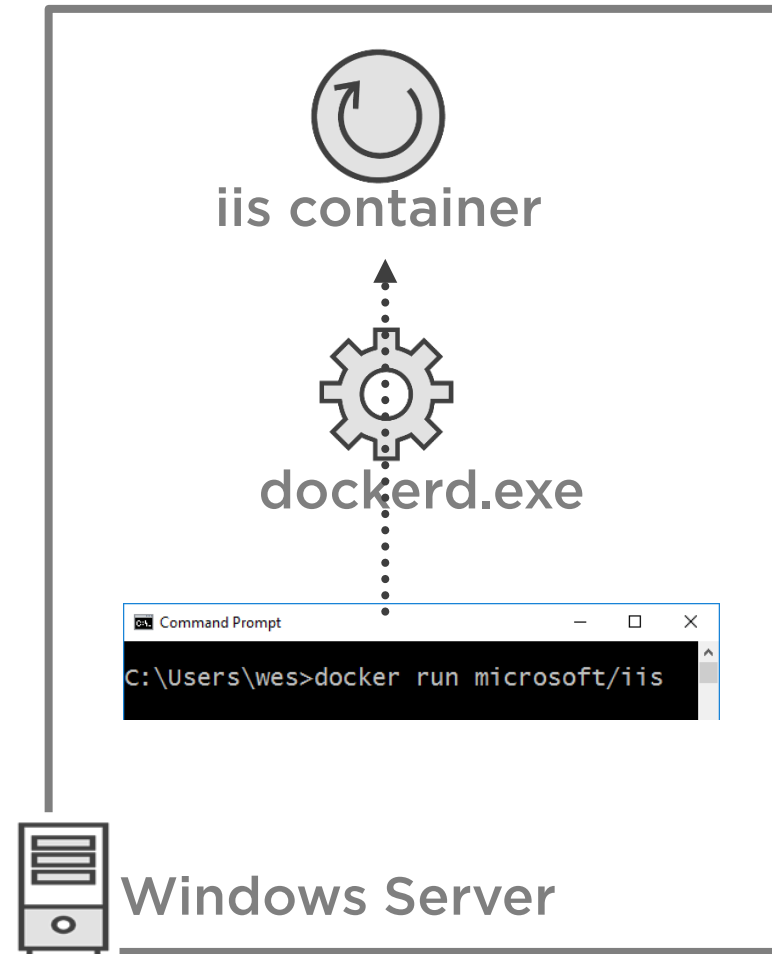 iis container
dockerd.exe
Command Prompt
C:\Users\wes>docker run microsoft/iis
Windows Server